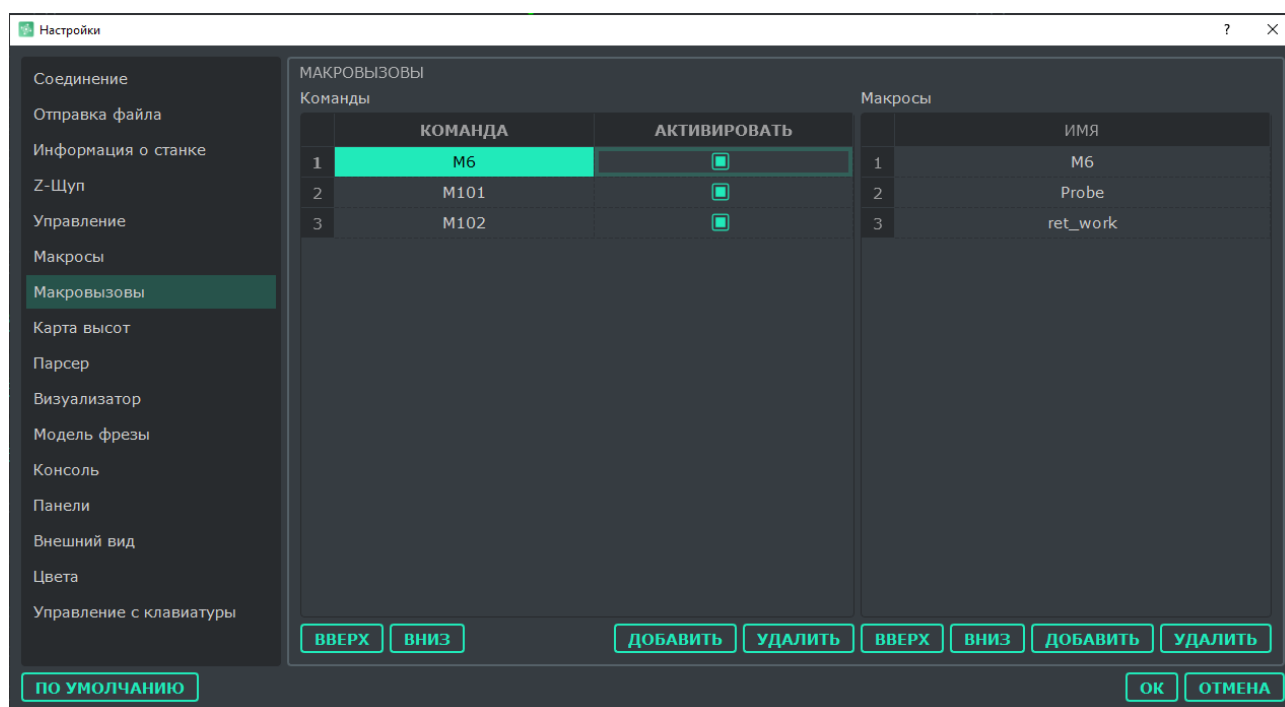 Настройки
? ×
Соединение
Отправка файла
Информация о станке
Z-Щуп
Управление
Макросы
Макровызовы
Карта высот
Парсер
Визуализатор
Модель фрезы
Консоль
Панели
Внешний вид
Цвета
Управление с клавиатуры
МАКРОВЫЗОВЫ
Команды
КОМАНДА АКТИВИРОВАТЬ
1 M6
2 M101
3 M102
ВВЕРХ ВНИЗ ДОБАВИТЬ УДАЛИТЬ
Макросы
ИМЯ
1 M6
2 Probe
3 ret_work
ВВЕРХ ВНИЗ ДОБАВИТЬ УДАЛИТЬ
ПО УМОЛЧАНИЮ
ОК ОТМЕНА